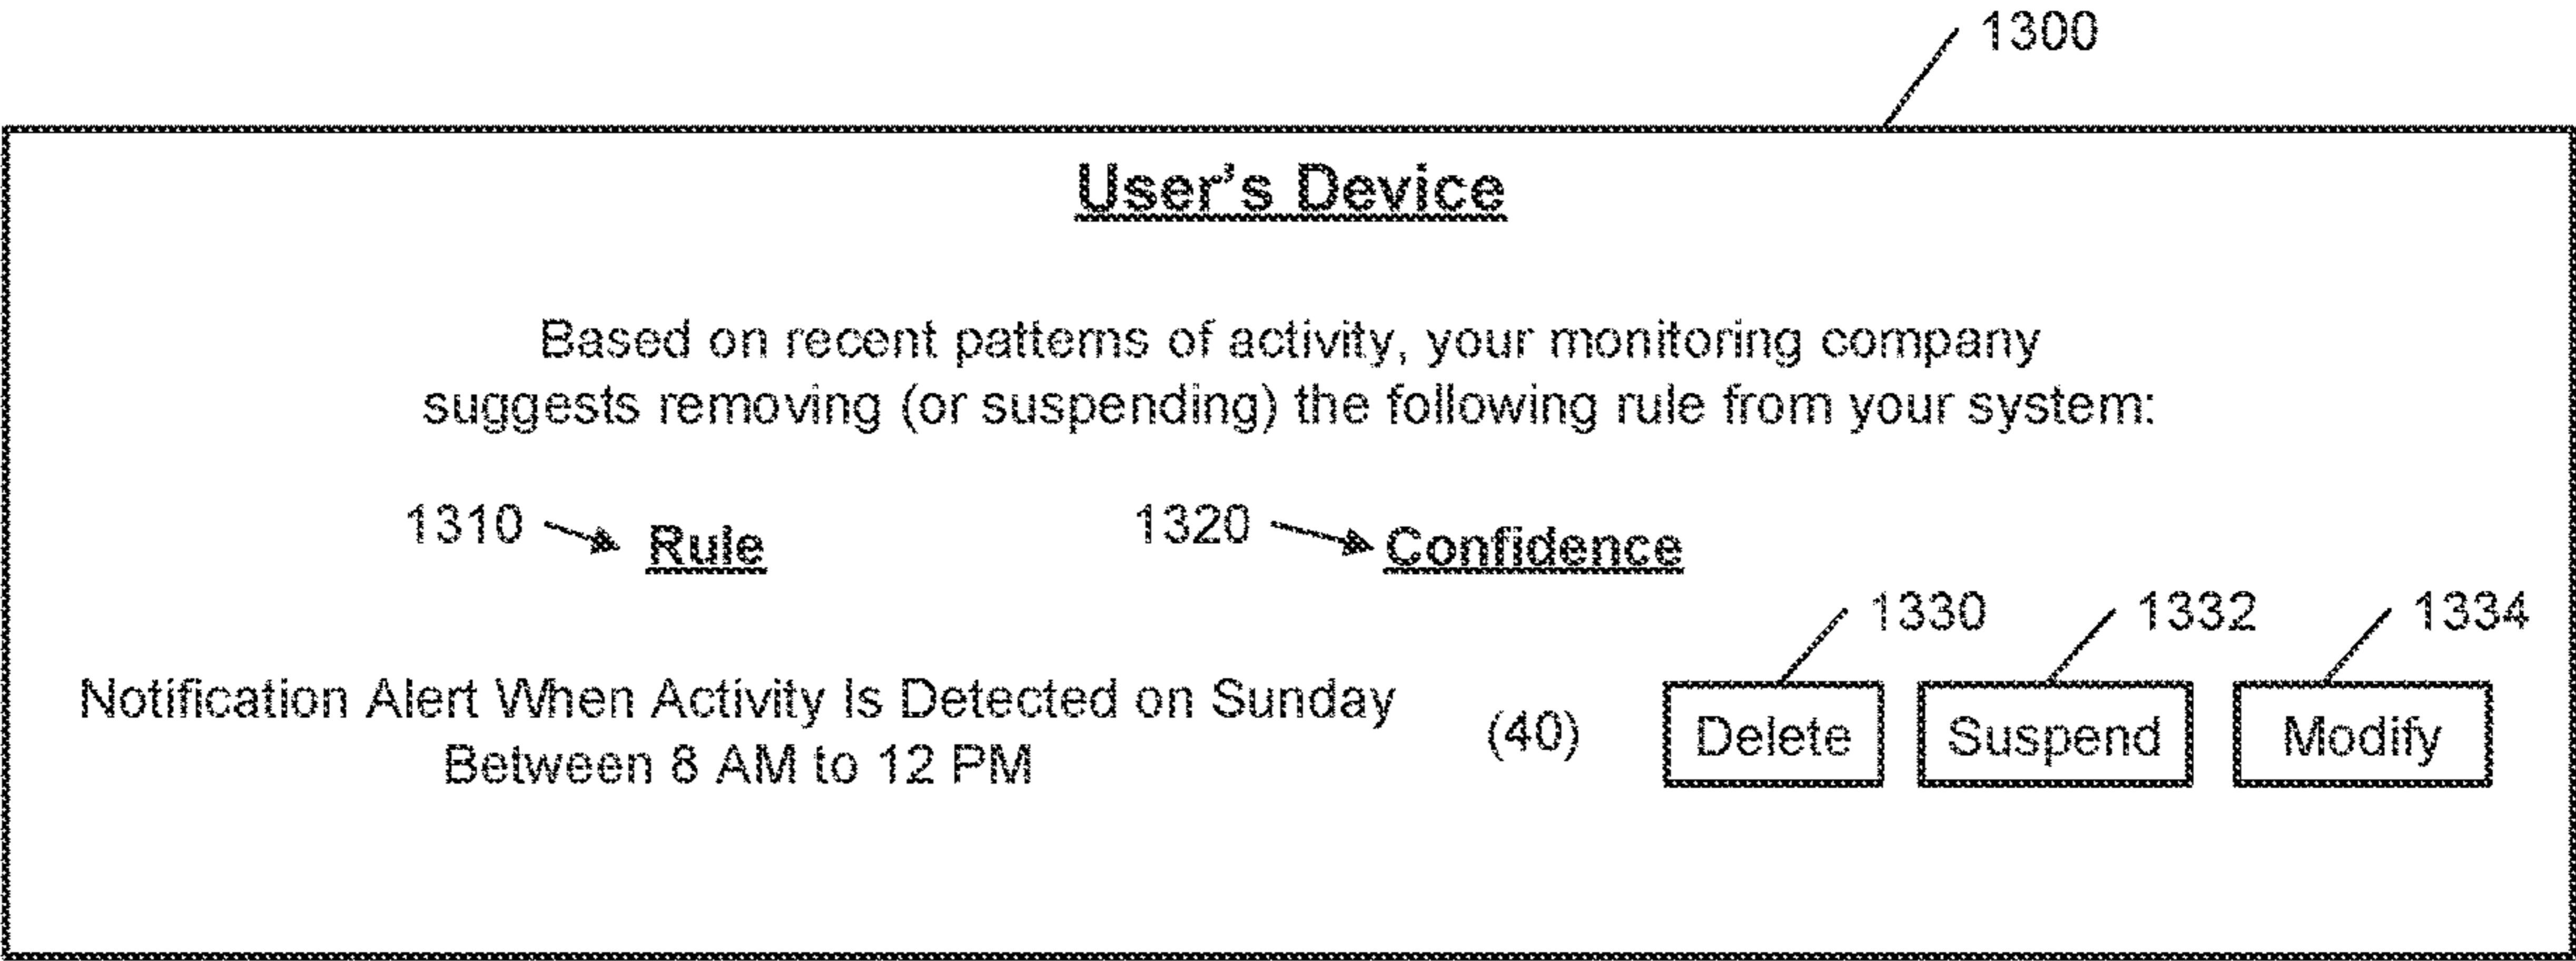 1300
User's Device
Based on recent patterns of activity, your monitoring company
suggests removing (or suspending) the following rule from your system:
1310 Rule 1320 Confidence
1330 1332 1334
Notification Alert When Activity Is Detected on Sunday
Between 8 AM to 12 PM
(40) Delete Suspend Modify